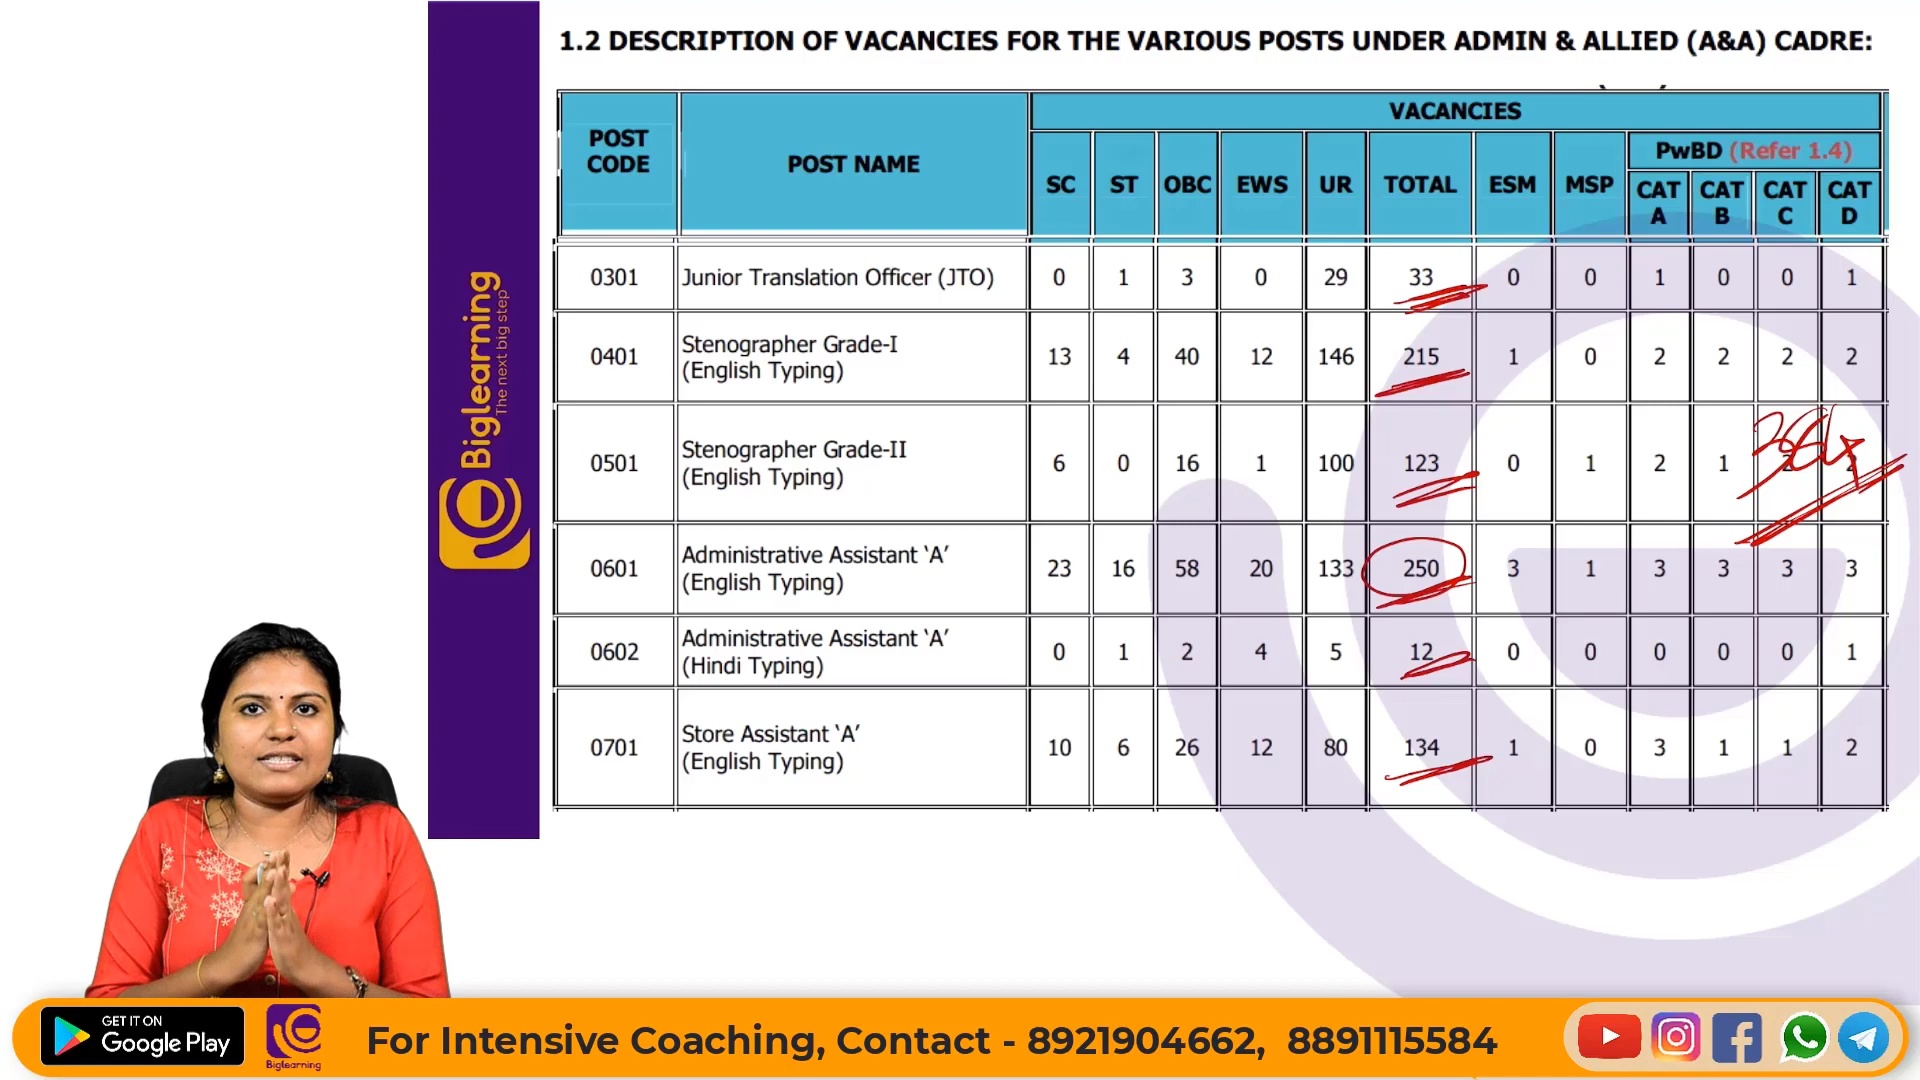 1.2 DESCRIPTION OF VACANCIES FOR THE VARIOUS POSTS UNDER ADMIN & ALLIED (A&A) CADRE:
POST CODE POST NAME VACANCIES
SC ST OBC EWS UR TOTAL ESM MSP PwBD (Refer 1.4)
CAT A CAT B CAT C CAT D
0301 Junior Translation Officer (JTO) 0 1 3 0 29 33 0 0 1 0 0 1
0401 Stenographer Grade-I (English Typing) 13 4 40 12 146 215 1 0 2 2 2 2
0501 Stenographer Grade-II (English Typing) 6 0 16 1 100 123 0 1 2 1 2 2
0601 Administrative Assistant ‘A’ (English Typing) 23 16 58 20 133 250 3 1 3 3 3 3
0602 Administrative Assistant ‘A’ (Hindi Typing) 0 1 2 4 5 12 0 0 0 0 0 1
0701 Store Assistant ‘A’ (English Typing) 10 6 26 12 80 134 1 0 3 1 1 2
Biglearning
The next big step
GET IT ON
Google Play
Biglearning
For Intensive Coaching, Contact - 8921904662, 8891115584